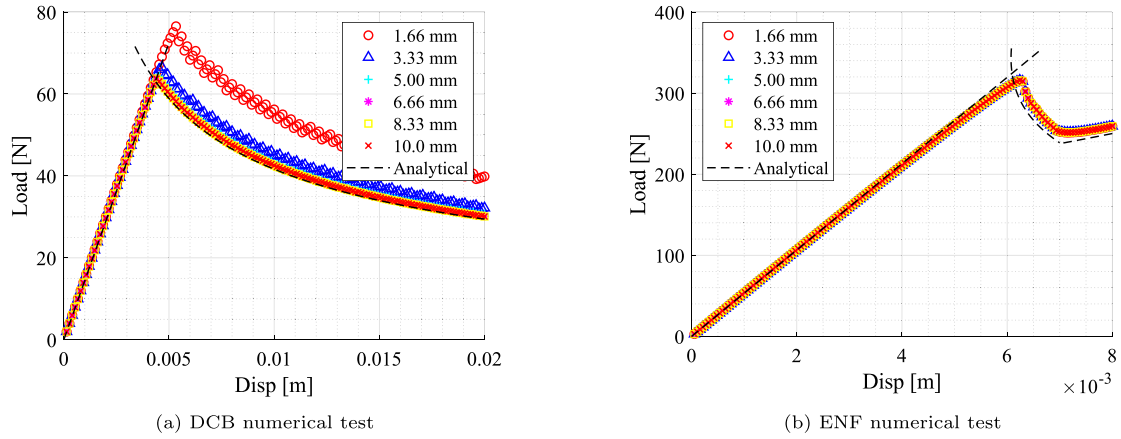 80
60
40
20
0
0
0.005
0.01
0.015
0.02
Load [N]
Disp [m]
1.66 mm
3.33 mm
5.00 mm
6.66 mm
8.33 mm
10.0 mm
Analytical
(a) DCB numerical test
400
300
200
100
0
0
2
4
6
8
×10⁻³
Load [N]
Disp [m]
1.66 mm
3.33 mm
5.00 mm
6.66 mm
8.33 mm
10.0 mm
Analytical
(b) ENF numerical test